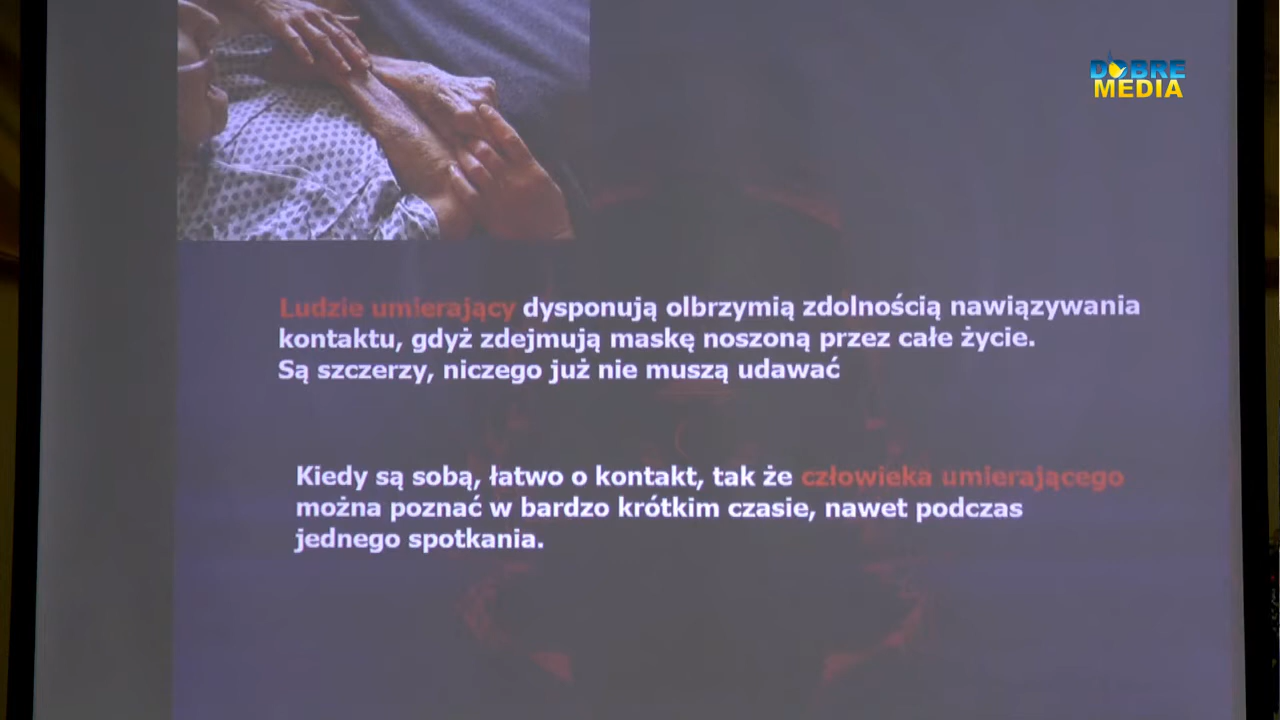 DOBRE
MEDIA
Ludzie umierający dysponują olbrzymią zdolnością nawiązywania
kontaktu, gdyż zdejmują maskę noszoną przez całe życie.
Są szczerzy, niczego już nie muszą udawać
Kiedy są sobą, łatwo o kontakt, tak że człowieka umierającego
można poznać w bardzo krótkim czasie, nawet podczas
jednego spotkania.